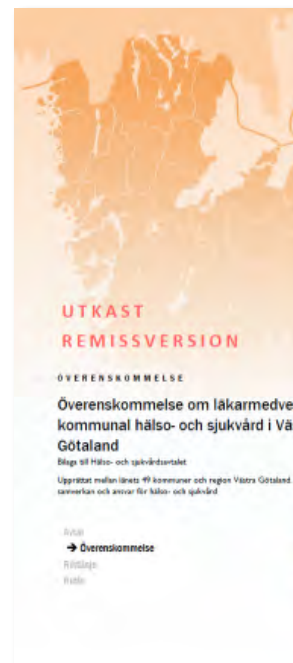 UTKAST
REMISSVERSION
ÖVERENSKOMMELSE
Överenskommelse om läkarmedve
kommunal hälso- och sjukvård i Vä
Götaland
Bilaga till Hälso- och sjukvårdsavtalet
Upprättat mellan länets 49 kommuner och region Västra Götaland
samverkan och ansvar för hälso- och sjukvård
Avtal
→ Överenskommelse
Riktlinje
Rutin